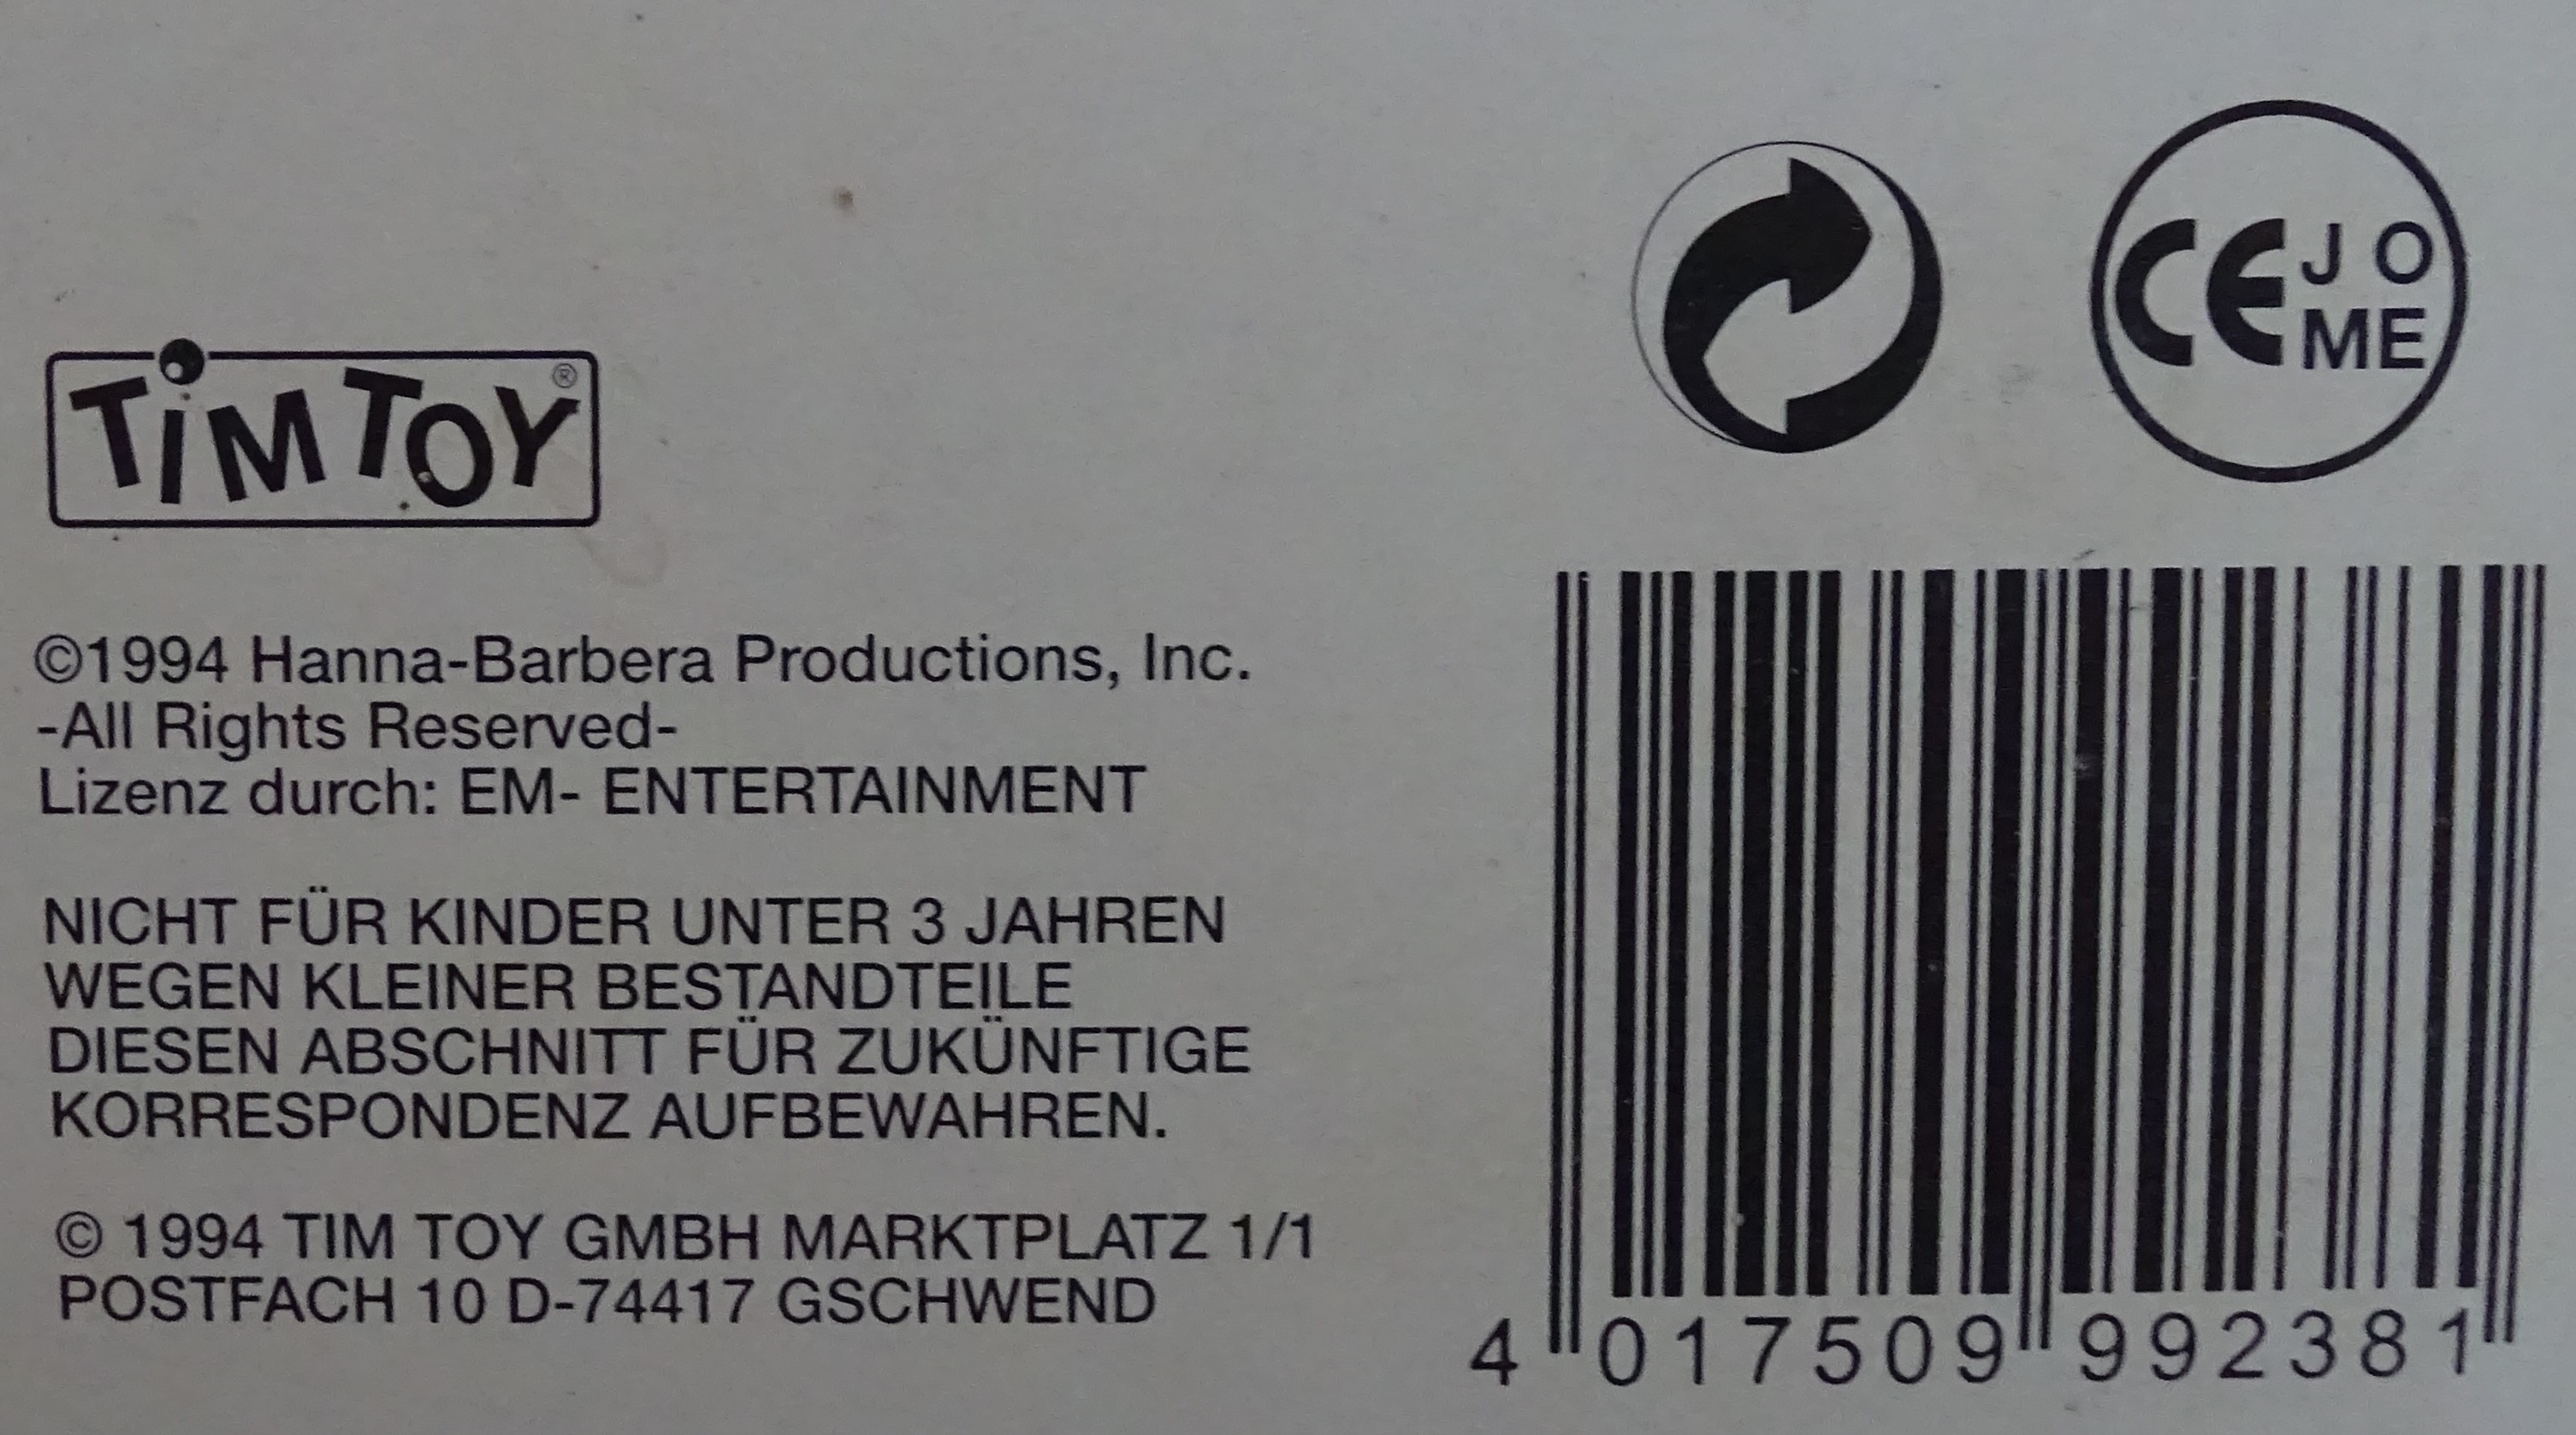 TiM TOY ®
©1994 Hanna-Barbera Productions, Inc.
-All Rights Reserved-
Lizenz durch: EM- ENTERTAINMENT
NICHT FÜR KINDER UNTER 3 JAHREN
WEGEN KLEINER BESTANDTEILE
DIESEN ABSCHNITT FÜR ZUKÜNFTIGE
KORRESPONDENZ AUFBEWAHREN.
© 1994 TIM TOY GMBH MARKTPLATZ 1/1
POSTFACH 10 D-74417 GSCHWEND
CE J O
ME
4 017509 992381